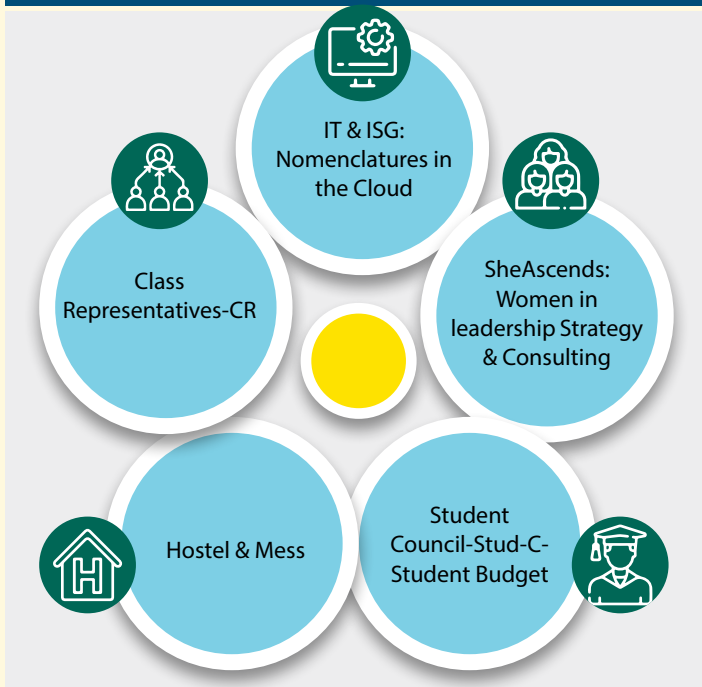 IT & ISG:
Nomenclatures in
the Cloud
SheAscends:
Women in
leadership Strategy
& Consulting
Class
Representatives-CR
Hostel & Mess
Student
Council-Stud-C-
Student Budget
H